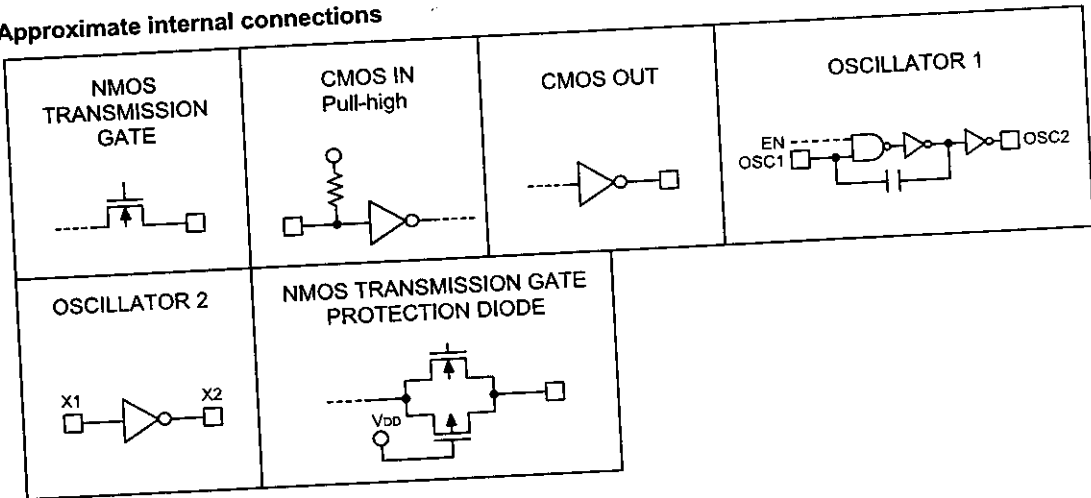 Approximate internal connections
NMOS
TRANSMISSION
GATE
CMOS IN
Pull-high
CMOS OUT
OSCILLATOR 1
EN
OSC1
OSC2
OSCILLATOR 2
X1
X2
NMOS TRANSMISSION GATE
PROTECTION DIODE
VDD